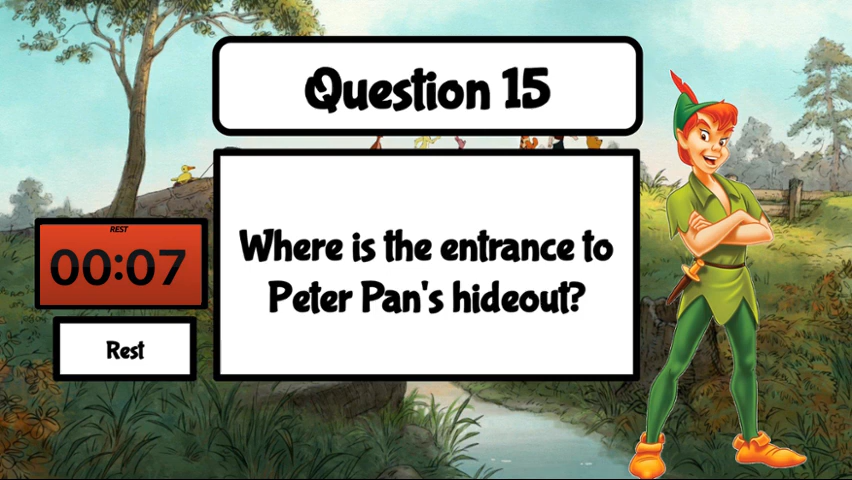 Question 15
Where is the entrance to
Peter Pan's hideout?
REST
00:07
Rest